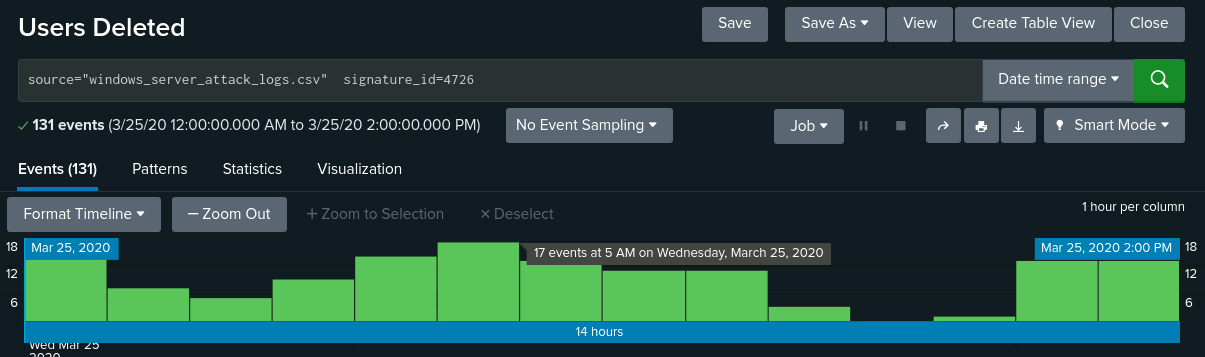 Users Deleted
Save
Save As
View
Create Table View
Close
source="windows_server_attack_logs.csv"  signature_id=4726
Date time range
131 events (3/25/20 12:00:00.000 AM to 3/25/20 2:00:00.000 PM)
No Event Sampling
Job
Smart Mode
Events (131)
Patterns
Statistics
Visualization
Format Timeline
— Zoom Out
+ Zoom to Selection
× Deselect
1 hour per column
18
Mar 25, 2020
17 events at 5 AM on Wednesday, March 25, 2020
Mar 25, 2020 2:00 PM
18
12
12
6
6
14 hours
Wed Mar 25
2020